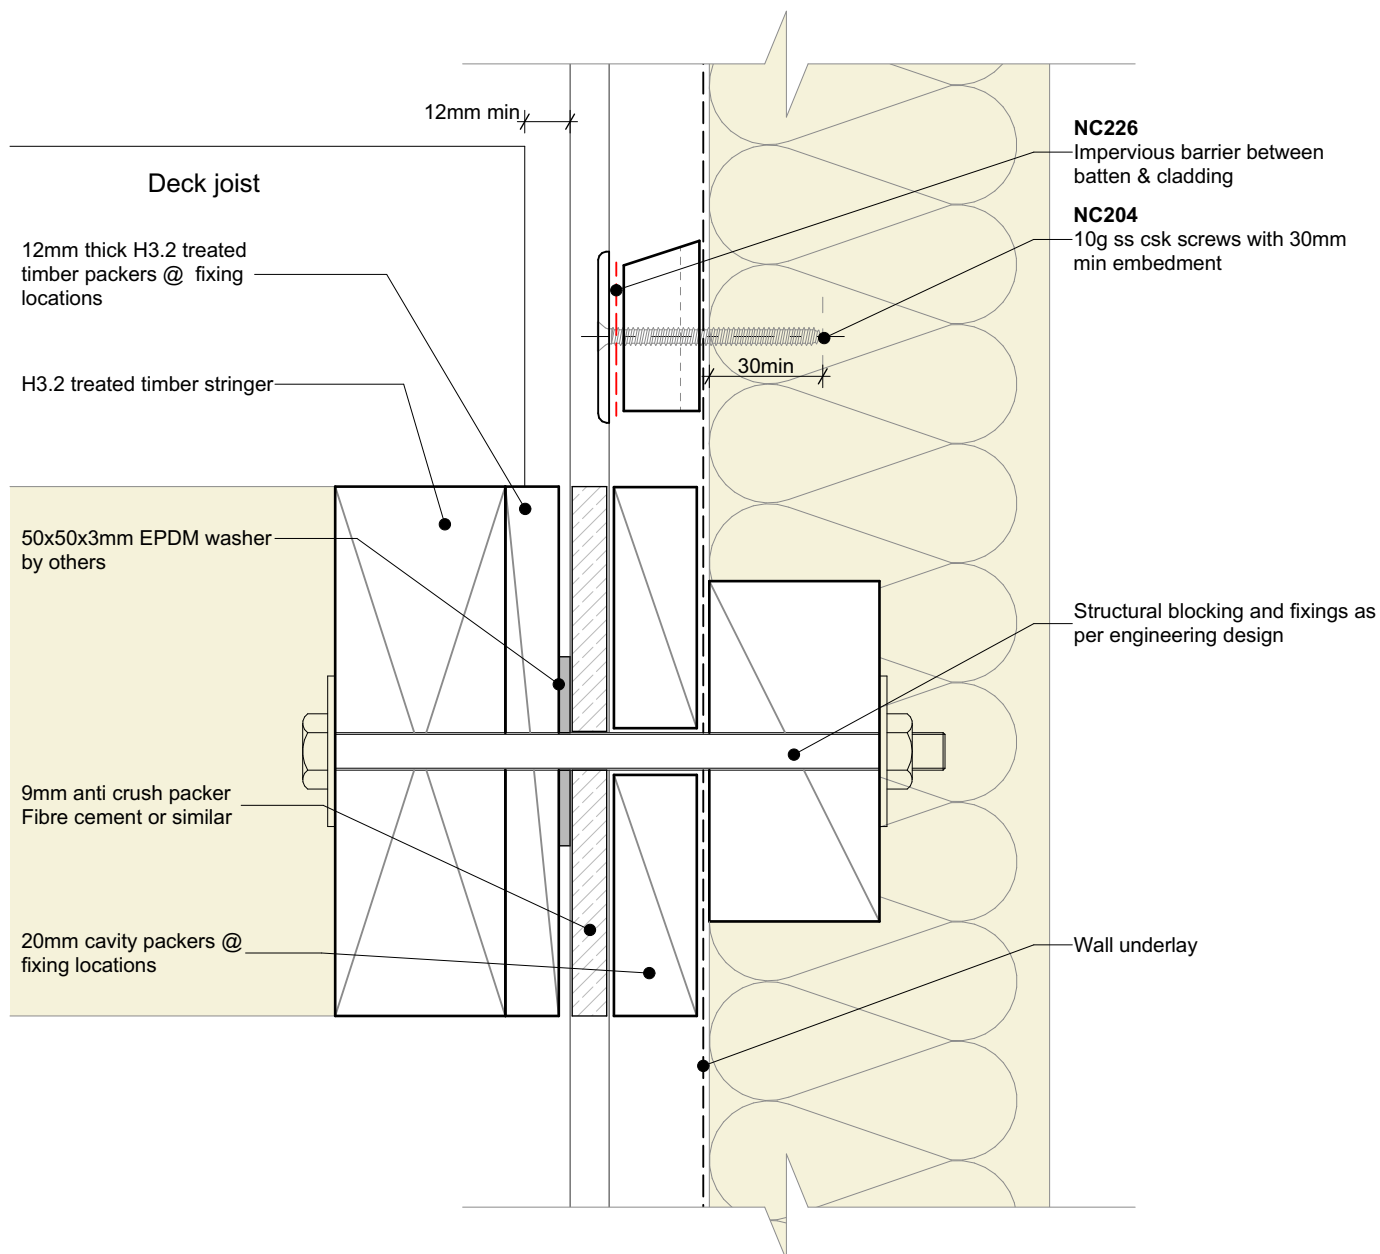 12mm min
Deck joist
12mm thick H3.2 treated
timber packers @ fixing
locations
H3.2 treated timber stringer
50x50x3mm EPDM washer
by others
9mm anti crush packer
Fibre cement or similar
20mm cavity packers @
fixing locations
NC226
Impervious barrier between
batten & cladding
NC204
10g ss csk screws with 30mm
min embedment
30min
Structural blocking and fixings as
per engineering design
Wall underlay